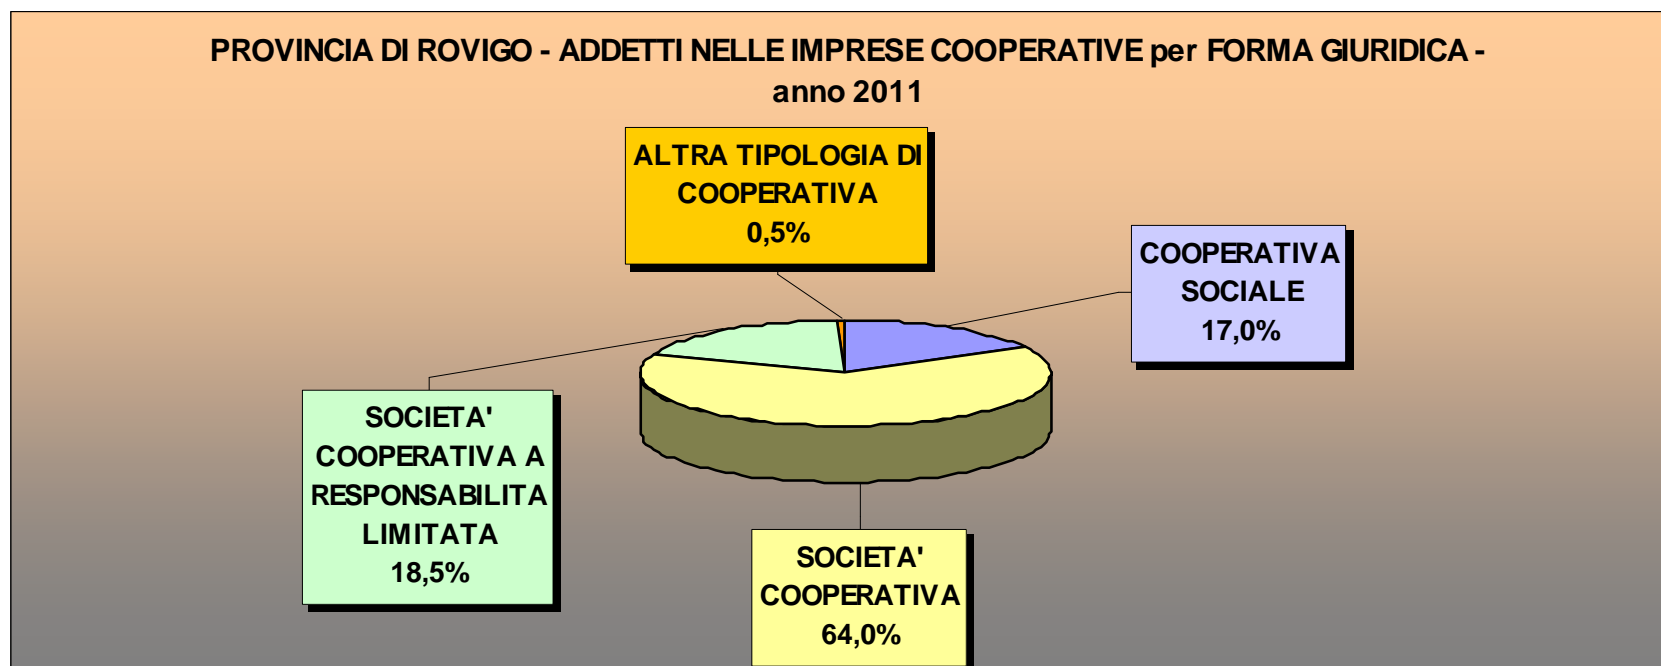 PROVINCIA DI ROVIGO - ADDETTI NELLE IMPRESE COOPERATIVE per FORMA GIURIDICA -
anno 2011
ALTRA TIPOLOGIA DI
COOPERATIVA
0,5%
COOPERATIVA
SOCIALE
17,0%
SOCIETA'
COOPERATIVA A
RESPONSABILITA
LIMITATA
18,5%
SOCIETA'
COOPERATIVA
64,0%